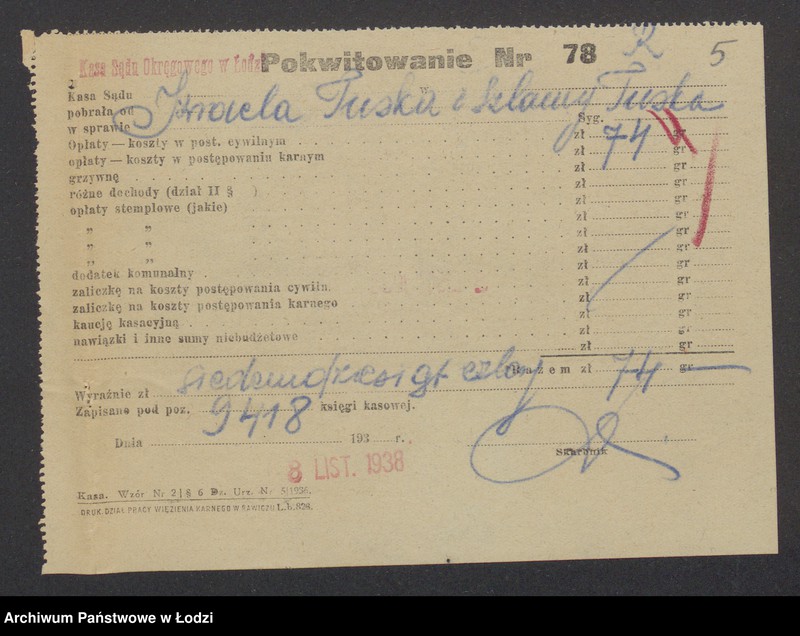 Kasa Sądu Okręgowego w Łodzi Pokwitowanie Nr 78 R 5
Kasa Sądu w
pobrała od Izraela Tuska i Szlamy Tuska
w sprawie Syg.
Opłaty — koszty w post. cywilnym zł 74 gr
opłaty — koszty w postępowaniu karnym zł gr
grzywnę zł gr
różne dochody (dział II § ) zł gr
opłaty stemplowe (jakie) zł gr
„ „ zł gr
„ „ zł gr
„ „ zł gr
dodatek komunalny zł gr
zaliczkę na koszty postępowania cywiln. zł gr
zaliczkę na koszty postępowania karnego zł gr
kaucję kasacyjną zł gr
nawiązki i inne sumy niebudżetowe zł gr
Razem zł 74 gr —
Wyraźnie zł siedemdziesiąt cztery
Zapisano pod poz. 9418 księgi kasowej.
Dnia 193 r.
8 LIST. 1938
Skarbnik
Kasa. Wzór Nr 2 | § 6 Dz. Urz. Nr 5|1936.
DRUK. DZIAŁ PRACY WIĘZIENIA KARNEGO W RAWICZU L. b. 828.
Archiwum Państwowe w Łodzi